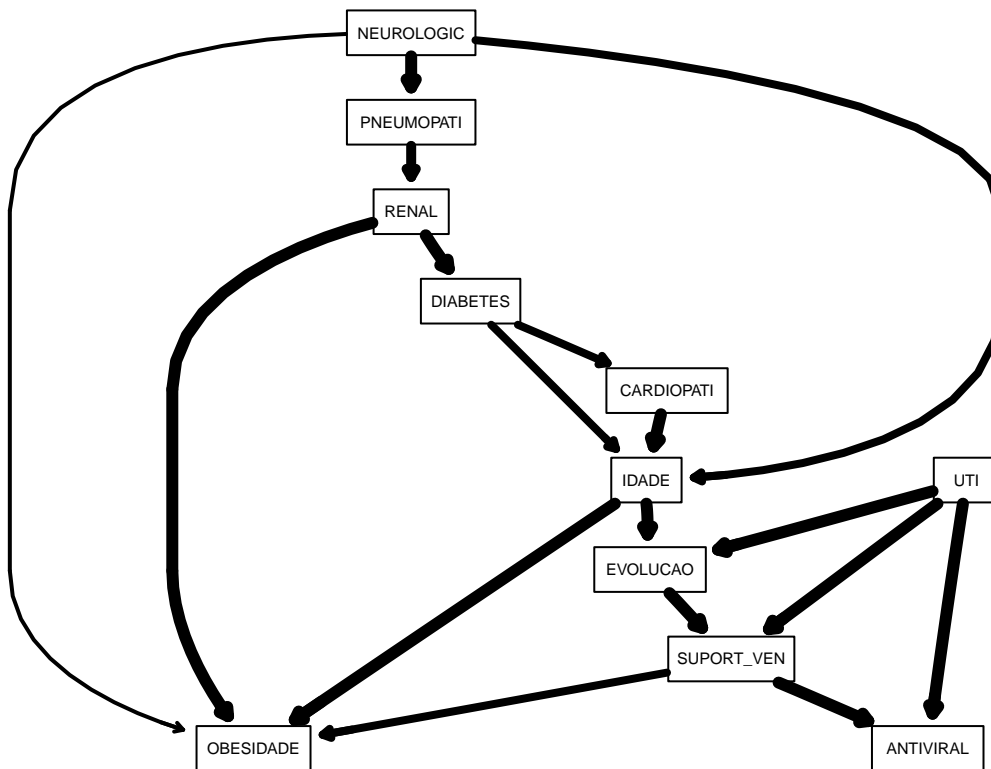 NEUROLOGIC
PNEUMOPATI
RENAL
DIABETES
CARDIOPATI
IDADE
UTI
EVOLUCAO
SUPORT_VEN
OBESIDADE
ANTIVIRAL